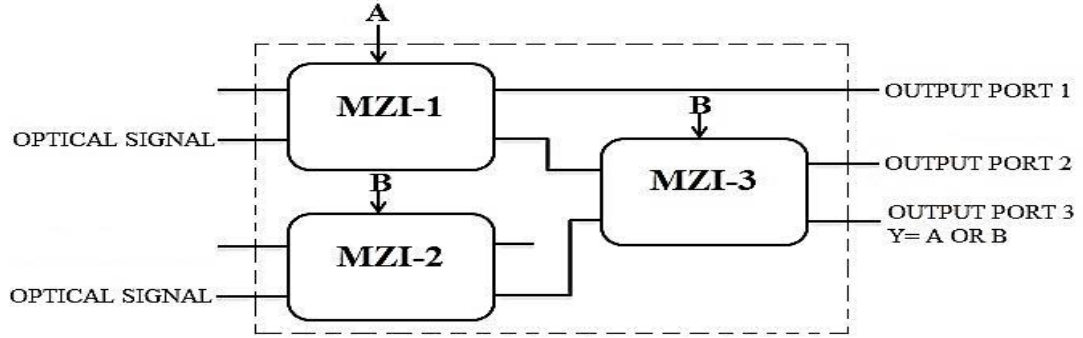 A
MZI-1
OUTPUT PORT 1
OPTICAL SIGNAL
B
MZI-3
OUTPUT PORT 2
OUTPUT PORT 3
Y= A OR B
B
MZI-2
OPTICAL SIGNAL